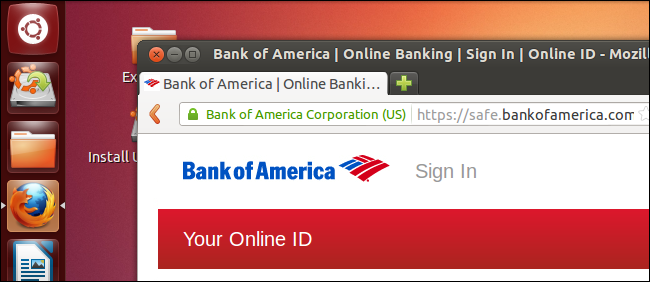 Bank of America | Online Banking | Sign In | Online ID - Mozill
Ex
Bank of America | Online Banki...
Bank of America Corporation (US) https://safe.bankofamerica.com
Install U
Bank of America Sign In
Your Online ID